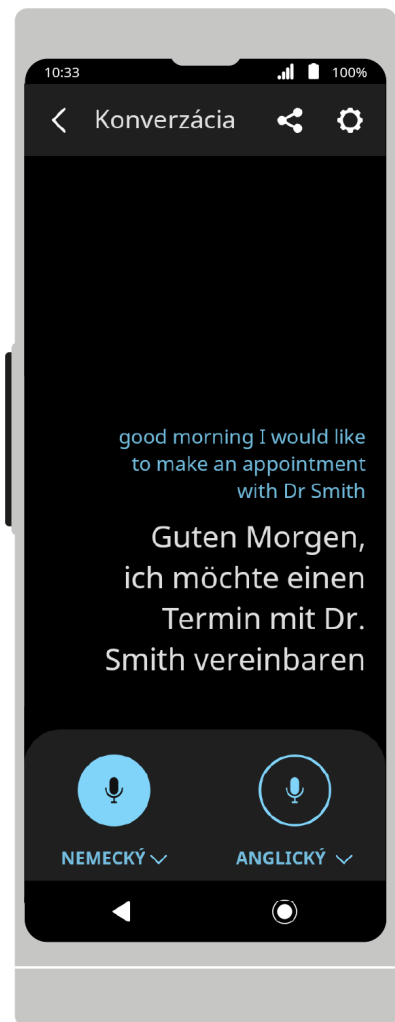 10:33
100%
Konverzácia
good morning I would like
to make an appointment
with Dr Smith
Guten Morgen,
ich möchte einen
Termin mit Dr.
Smith vereinbaren
NEMECKÝ
ANGLICKÝ